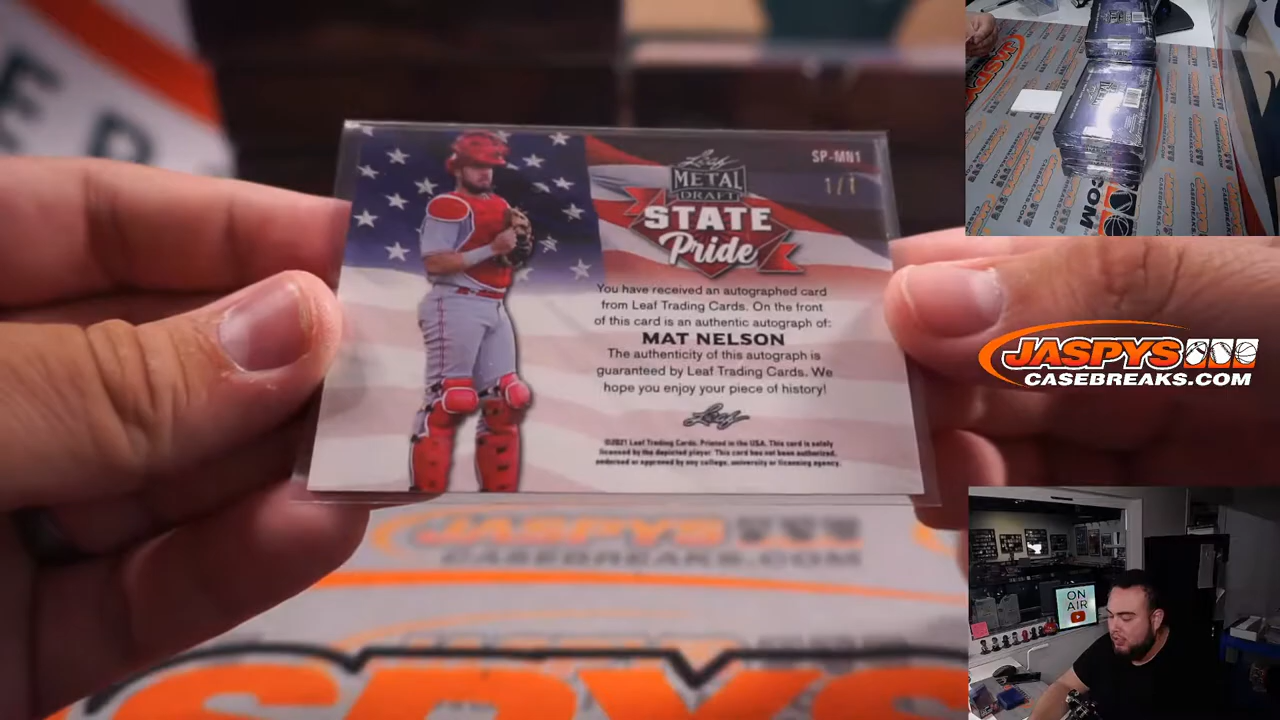 SP-MN1
1/1
Leaf
METAL
DRAFT
STATE
Pride
You have received an autographed card
from Leaf Trading Cards. On the front
of this card is an authentic autograph of:
MAT NELSON
The authenticity of this autograph is
guaranteed by Leaf Trading Cards. We
hope you enjoy your piece of history!
Leaf
©2021 Leaf Trading Cards. Printed in the USA. This card is solely
licensed by the depicted player. This card has not been authorized,
endorsed or approved by any college, university or licensing agency.
JASPYS
CASEBREAKS.COM
JASPYS
CASEBREAKS.COM
ON
AIR